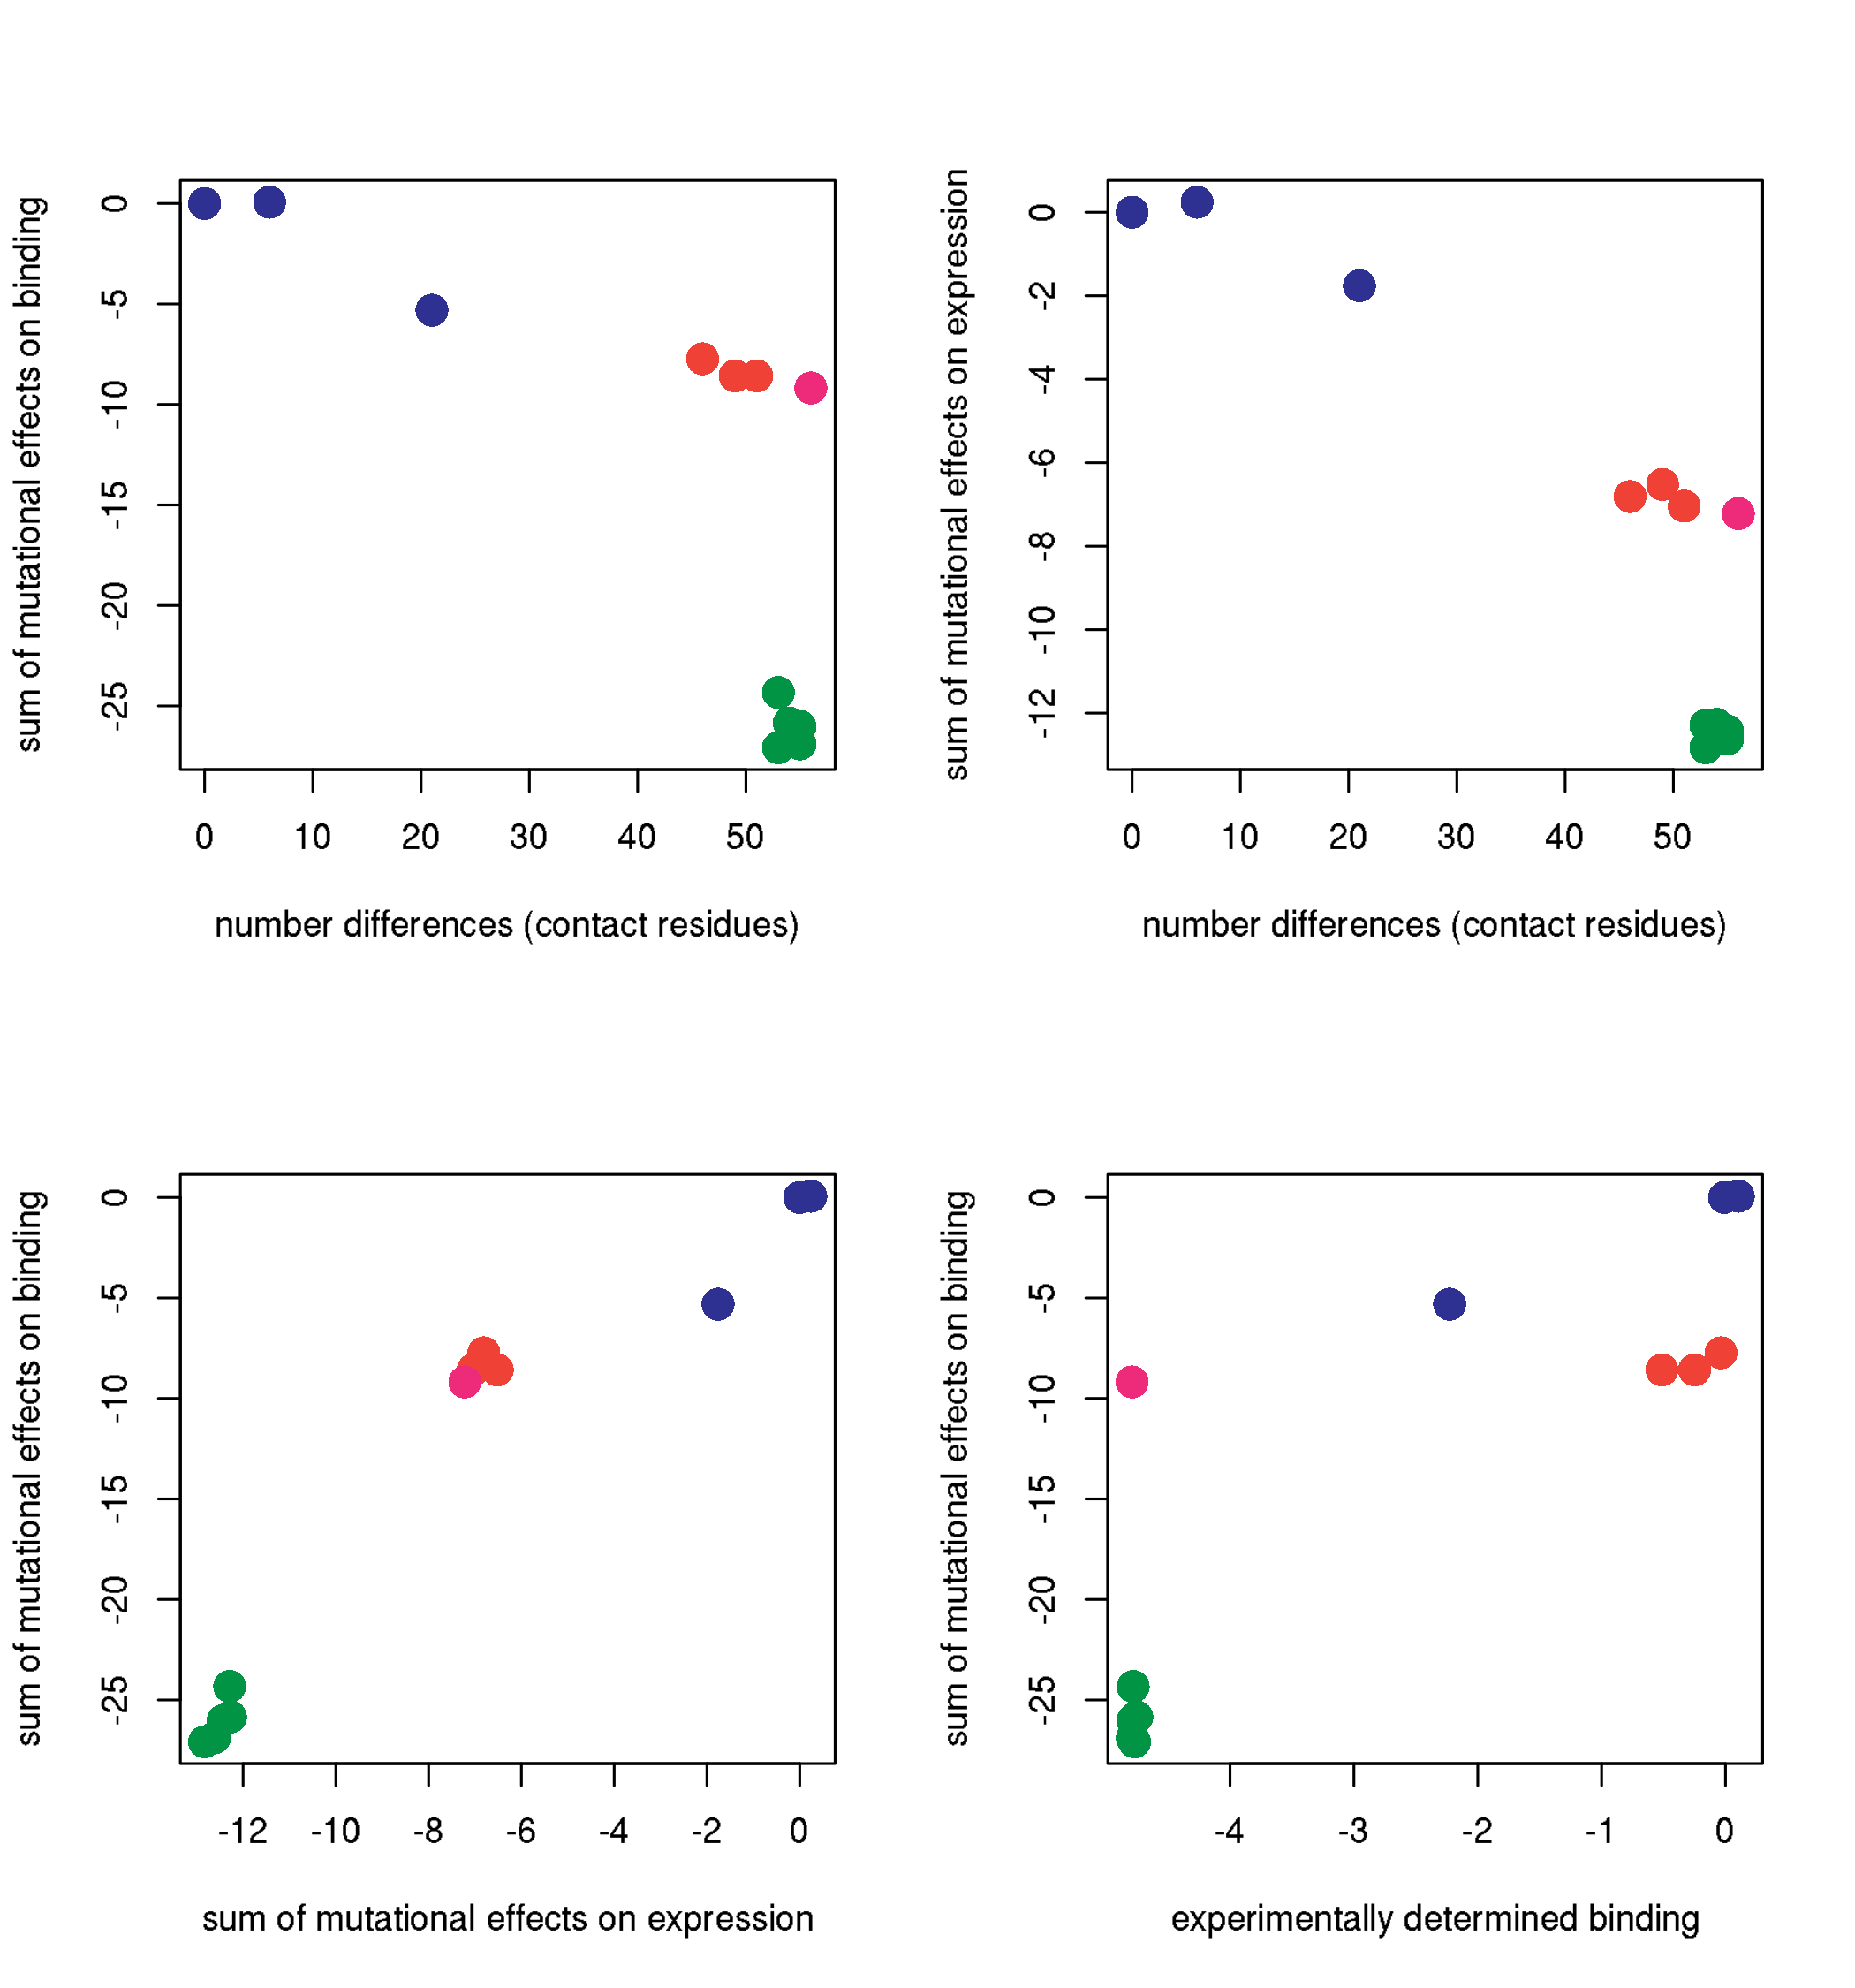 sum of mutational effects on binding
0
-5
-10
-15
-20
-25
0 10 20 30 40 50
number differences (contact residues)
sum of mutational effects on expression
0
-2
-4
-6
-8
-10
-12
0 10 20 30 40 50
number differences (contact residues)
sum of mutational effects on binding
0
-5
-10
-15
-20
-25
-12 -10 -8 -6 -4 -2 0
sum of mutational effects on expression
sum of mutational effects on binding
0
-5
-10
-15
-20
-25
-4 -3 -2 -1 0
experimentally determined binding